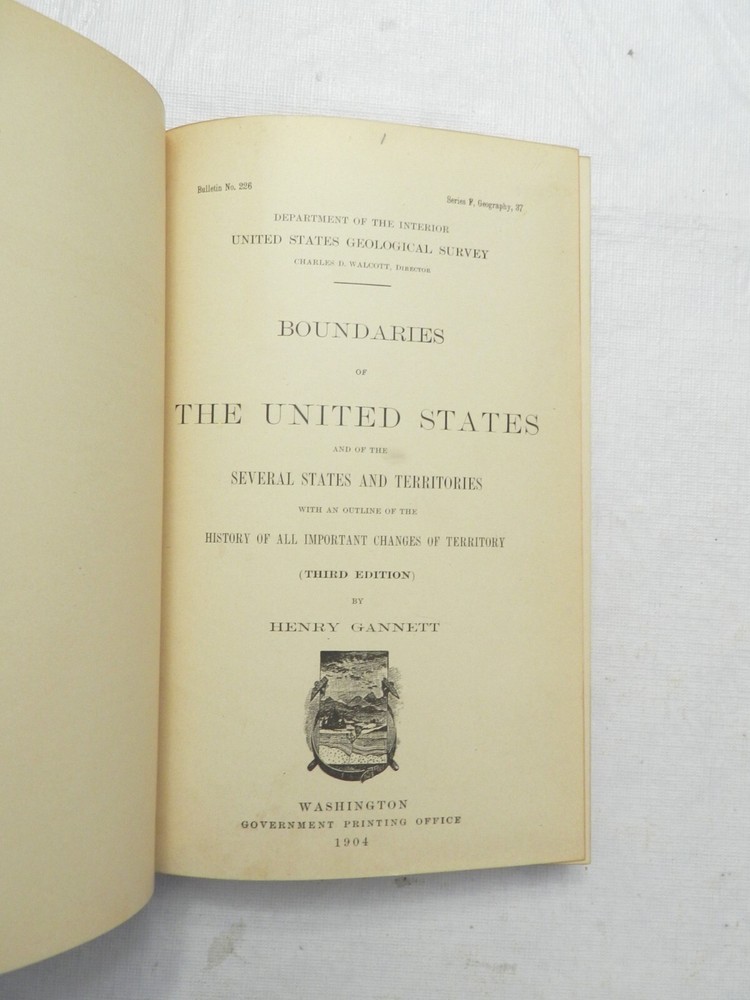 Bulletin No. 226
Series F, Geography, 37
DEPARTMENT OF THE INTERIOR
UNITED STATES GEOLOGICAL SURVEY
CHARLES D. WALCOTT, DIRECTOR
BOUNDARIES
OF
THE UNITED STATES
AND OF THE
SEVERAL STATES AND TERRITORIES
WITH AN OUTLINE OF THE
HISTORY OF ALL IMPORTANT CHANGES OF TERRITORY
(THIRD EDITION)
BY
HENRY GANNETT
WASHINGTON
GOVERNMENT PRINTING OFFICE
1904